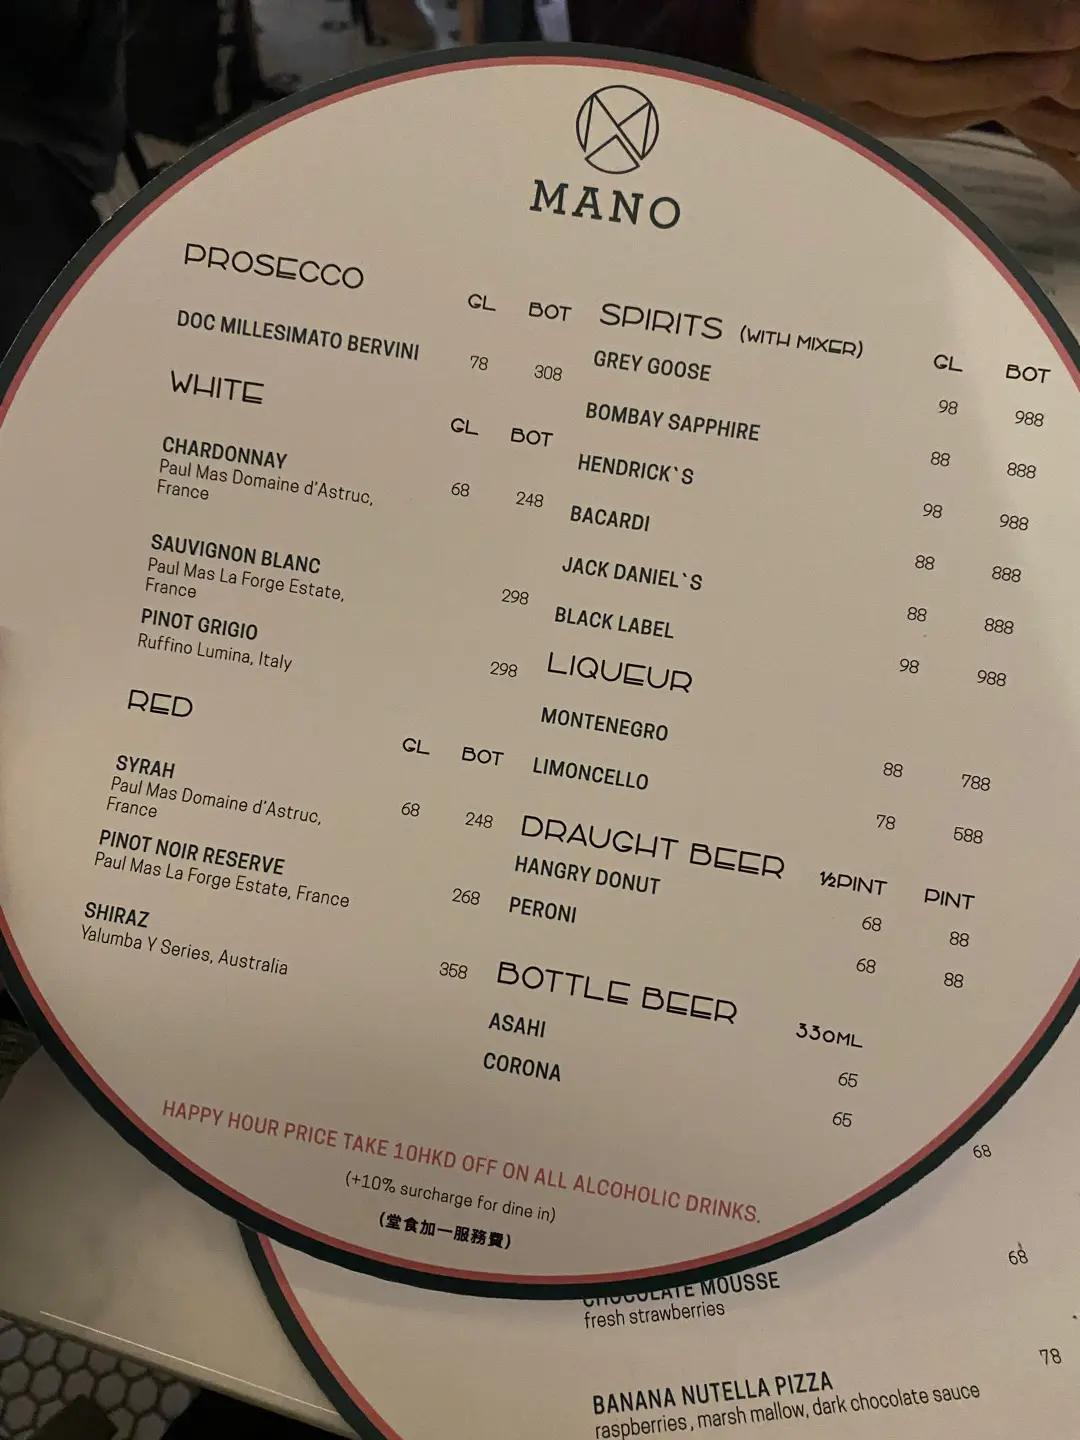 MANO
PROSECCO
GL BOT
DOC MILLESIMATO BERVINI 78 308
WHITE
GL BOT
CHARDONNAY
Paul Mas Domaine d'Astruc, 68 248
France
SAUVIGNON BLANC
Paul Mas La Forge Estate, 298
France
PINOT GRIGIO
Ruffino Lumina, Italy 298
RED
GL BOT
SYRAH
Paul Mas Domaine d'Astruc, 68 248
France
PINOT NOIR RESERVE
Paul Mas La Forge Estate, France 268
SHIRAZ
Yalumba Y Series, Australia 358
SPIRITS (WITH MIXER) GL BOT
GREY GOOSE 98 988
BOMBAY SAPPHIRE 88 888
HENDRICK`S 98 988
BACARDI 88 888
JACK DANIEL`S 88 888
BLACK LABEL 98 988
LIQUEUR
MONTENEGRO 88 788
LIMONCELLO 78 588
DRAUGHT BEER ½PINT PINT
HANGRY DONUT 68 88
PERONI 68 88
BOTTLE BEER 330ML
ASAHI 65
CORONA 65
HAPPY HOUR PRICE TAKE 10HKD OFF ON ALL ALCOHOLIC DRINKS.
(+10% surcharge for dine in)
(堂食加一服務費)
68
68
CHOCOLATE MOUSSE
fresh strawberries
78
BANANA NUTELLA PIZZA
raspberries, marsh mallow, dark chocolate sauce